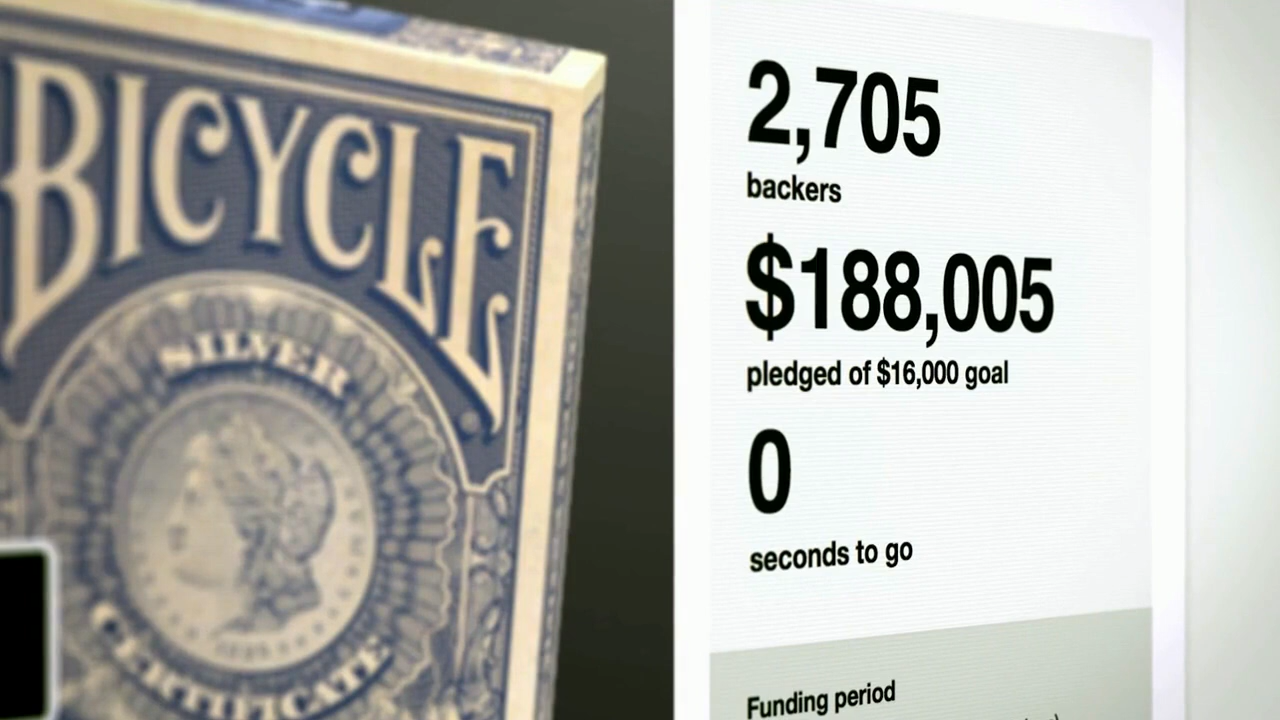 BICYCLE
SILVER
CERTIFICATE
2,705
backers
$188,005
pledged of $16,000 goal
0
seconds to go
Funding period